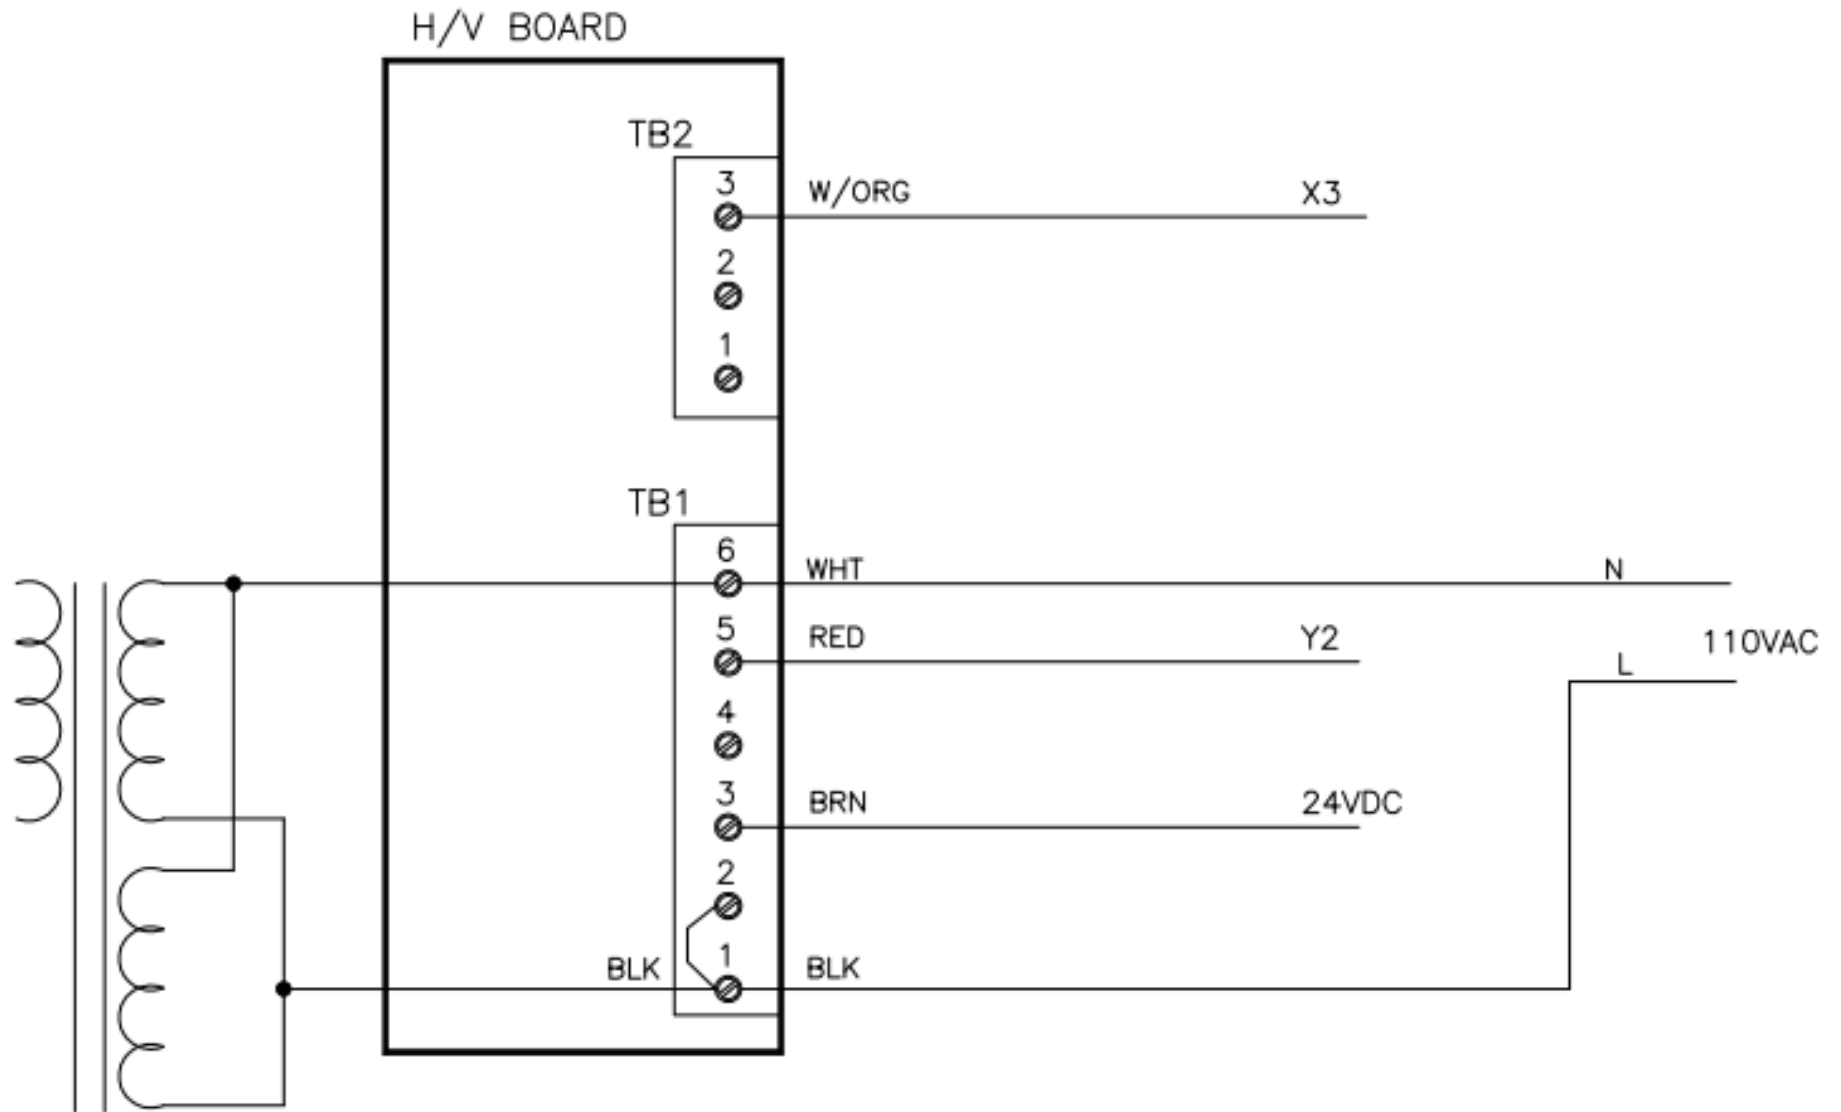 H/V BOARD
TB2
3
W/ORG
X3
2
1
TB1
6
WHT
N
5
RED
Y2
110VAC
L
4
3
BRN
24VDC
2
1
BLK
BLK